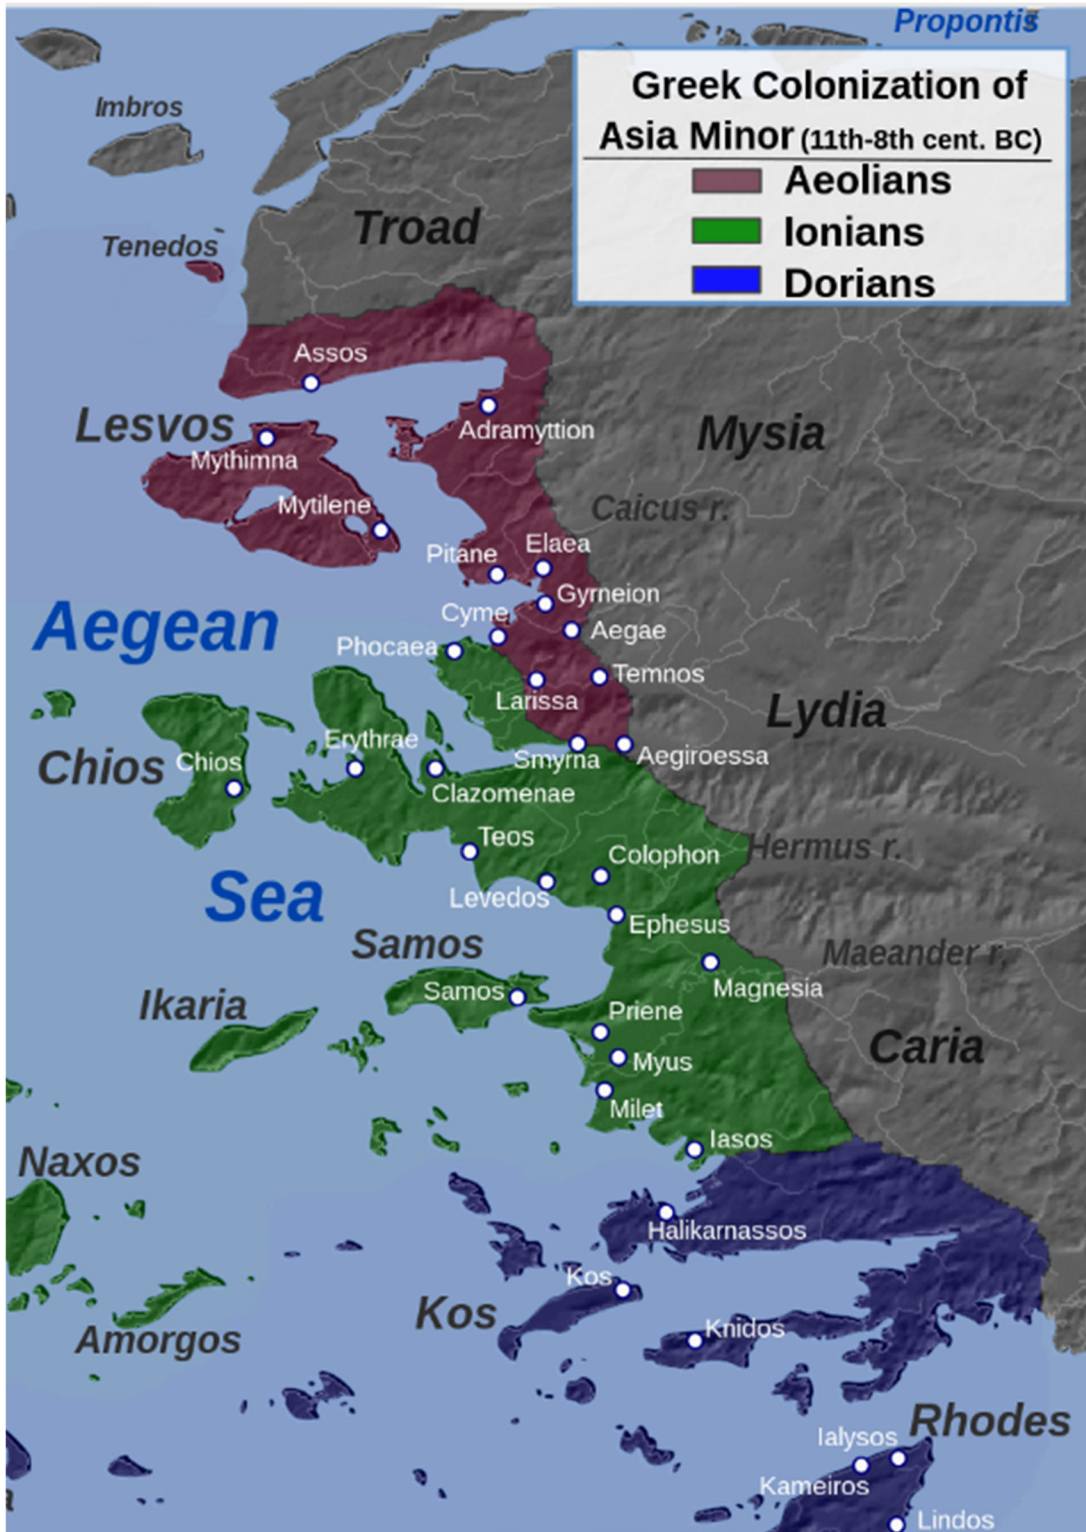 Propontis
Greek Colonization of
Asia Minor (11th-8th cent. BC)
Aeolians
Ionians
Dorians
Imbros
Troad
Tenedos
Assos
Lesvos
Adramyttion
Mysia
Mythimna
Mytilene
Caicus r.
Pitane
Elaea
Gyrneion
Cyme
Aegae
Aegean
Phocaea
Temnos
Larissa
Lydia
Erythrae
Smyrna
Aegiroessa
Chios
Chios
Clazomenae
Teos
Colophon
Hermus r.
Sea
Levedos
Ephesus
Samos
Maeander r.
Samos
Magnesia
Ikaria
Priene
Caria
Myus
Milet
Iasos
Naxos
Halikarnassos
Kos
Kos
Knidos
Amorgos
Rhodes
Ialysos
Kameiros
Lindos